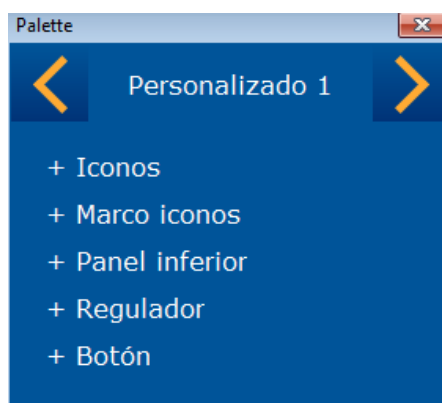 Palette
Personalizado 1
+ Iconos
+ Marco iconos
+ Panel inferior
+ Regulador
+ Botón